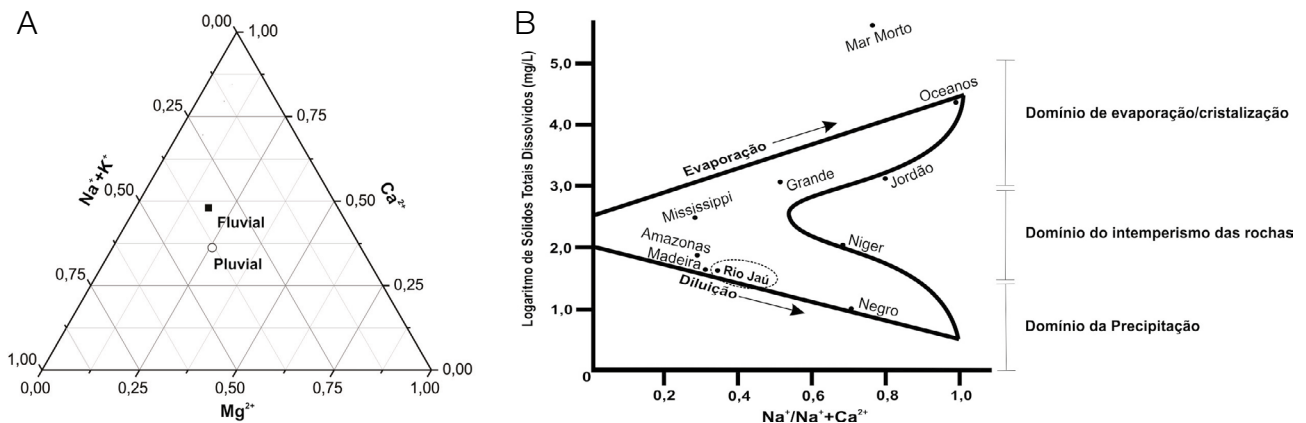 A
0,00
1,00
0,25
0,75
Na⁺+K⁺
Ca²⁺
0,50
0,50
Fluvial
Pluvial
0,75
0,25
1,00
0,00
0,00
0,25
0,50
0,75
1,00
Mg²⁺
B
Logaritmo de Sólidos Totais Dissolvidos (mg/L)
5,0
4,0
3,0
2,0
1,0
0
Mar Morto
Oceanos
Evaporação
Grande
Jordão
Mississippi
Amazonas
Niger
Madeira
Rio Jaú
Diluição
Negro
0
0,2
0,4
0,6
0,8
1,0
Na⁺/Na⁺+Ca²⁺
Domínio de evaporação/cristalização
Domínio do intemperismo das rochas
Domínio da Precipitação